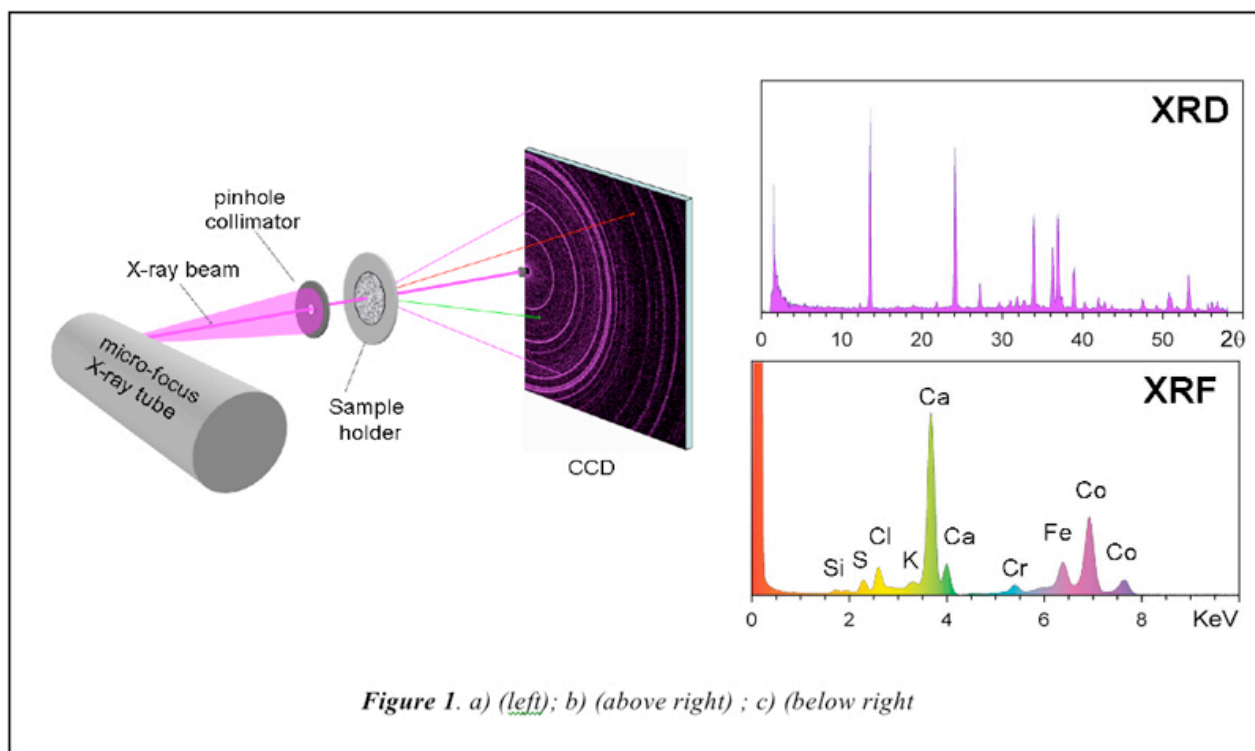 pinhole
collimator
X-ray beam
micro-focus
X-ray tube
Sample
holder
CCD
XRD
0 10 20 30 40 50 2θ
XRF
Si S Cl K Ca Ca Cr Fe Co Co
0 2 4 6 8 KeV
Figure 1. a) (left); b) (above right) ; c) (below right